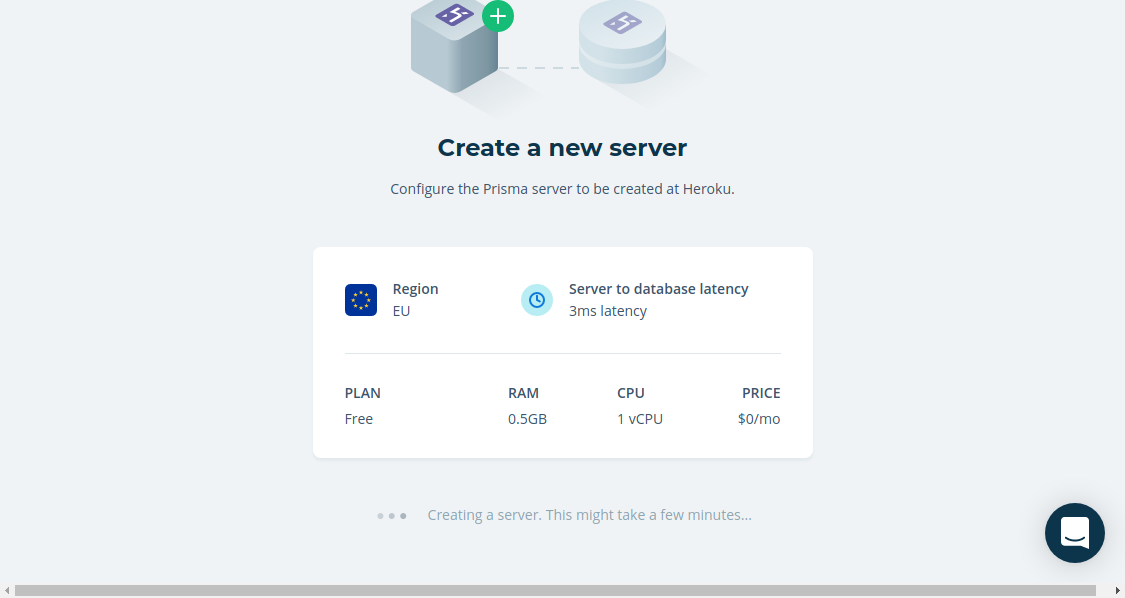 Create a new server
Configure the Prisma server to be created at Heroku.
Region
EU
Server to database latency
3ms latency
PLAN
RAM
CPU
PRICE
Free
0.5GB
1 vCPU
$0/mo
Creating a server. This might take a few minutes...